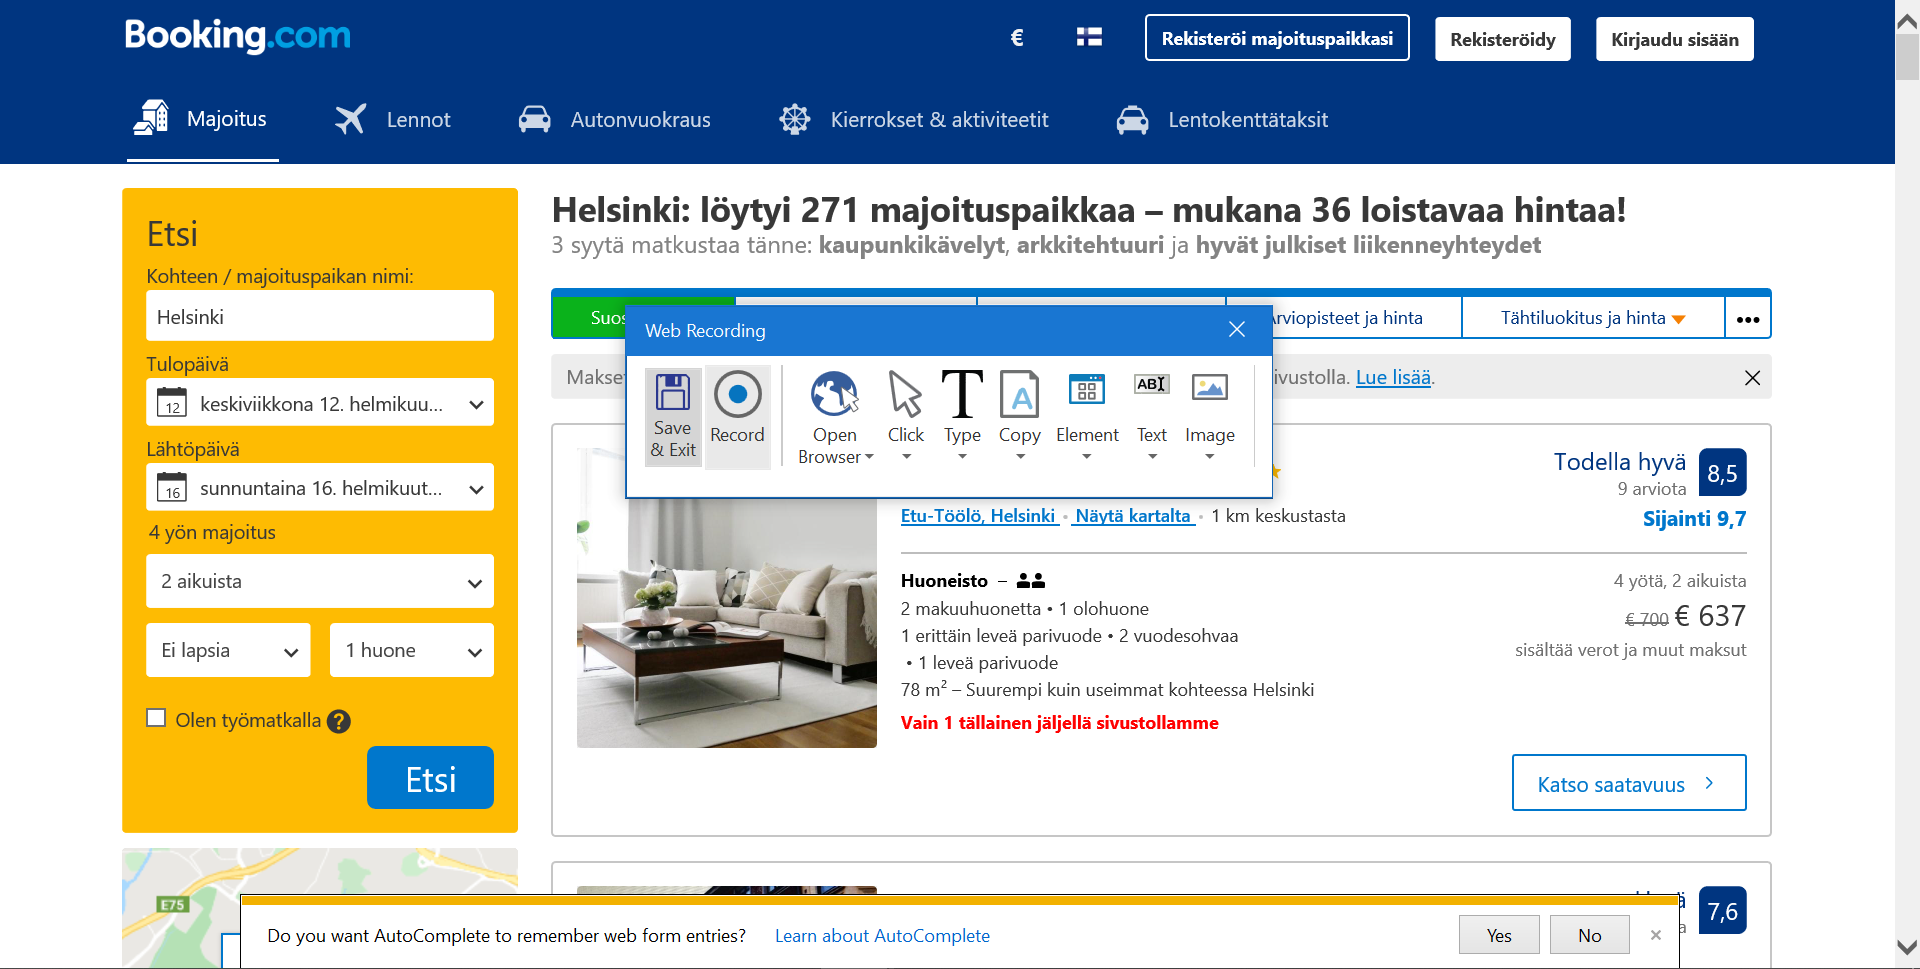 Booking.com
€
Rekisteröi majoituspaikkasi
Rekisteröidy
Kirjaudu sisään
Majoitus
Lennot
Autonvuokraus
Kierrokset & aktiviteetit
Lentokenttätaksit
Etsi
Kohteen / majoituspaikan nimi:
Helsinki
Tulopäivä
12
keskiviikkona 12. helmikuu...
Lähtöpäivä
16
sunnuntaina 16. helmikuut...
4 yön majoitus
2 aikuista
Ei lapsia
1 huone
Olen työmatkalla ?
Etsi
E75
Helsinki: löytyi 271 majoituspaikkaa – mukana 36 loistavaa hintaa!
3 syytä matkustaa tänne: kaupunkikävelyt, arkkitehtuuri ja hyvät julkiset liikenneyhteydet
Arviopisteet ja hinta
Tähtiluokitus ja hinta
•••
Lue lisää.
Web Recording
Save & Exit
Record
Open Browser
Click
Type
Copy
Element
Text
Image
Todella hyvä
8,5
9 arviota
Sijainti 9,7
Etu-Töölö, Helsinki • Näytä kartalta • 1 km keskustasta
Huoneisto –
2 makuuhuonetta • 1 olohuone
1 erittäin leveä parivuode • 2 vuodesohvaa
• 1 leveä parivuode
78 m² – Suurempi kuin useimmat kohteessa Helsinki
Vain 1 tällainen jäljellä sivustollamme
4 yötä, 2 aikuista
€ 700 € 637
sisältää verot ja muut maksut
Katso saatavuus
7,6
Do you want AutoComplete to remember web form entries? Learn about AutoComplete
Yes
No